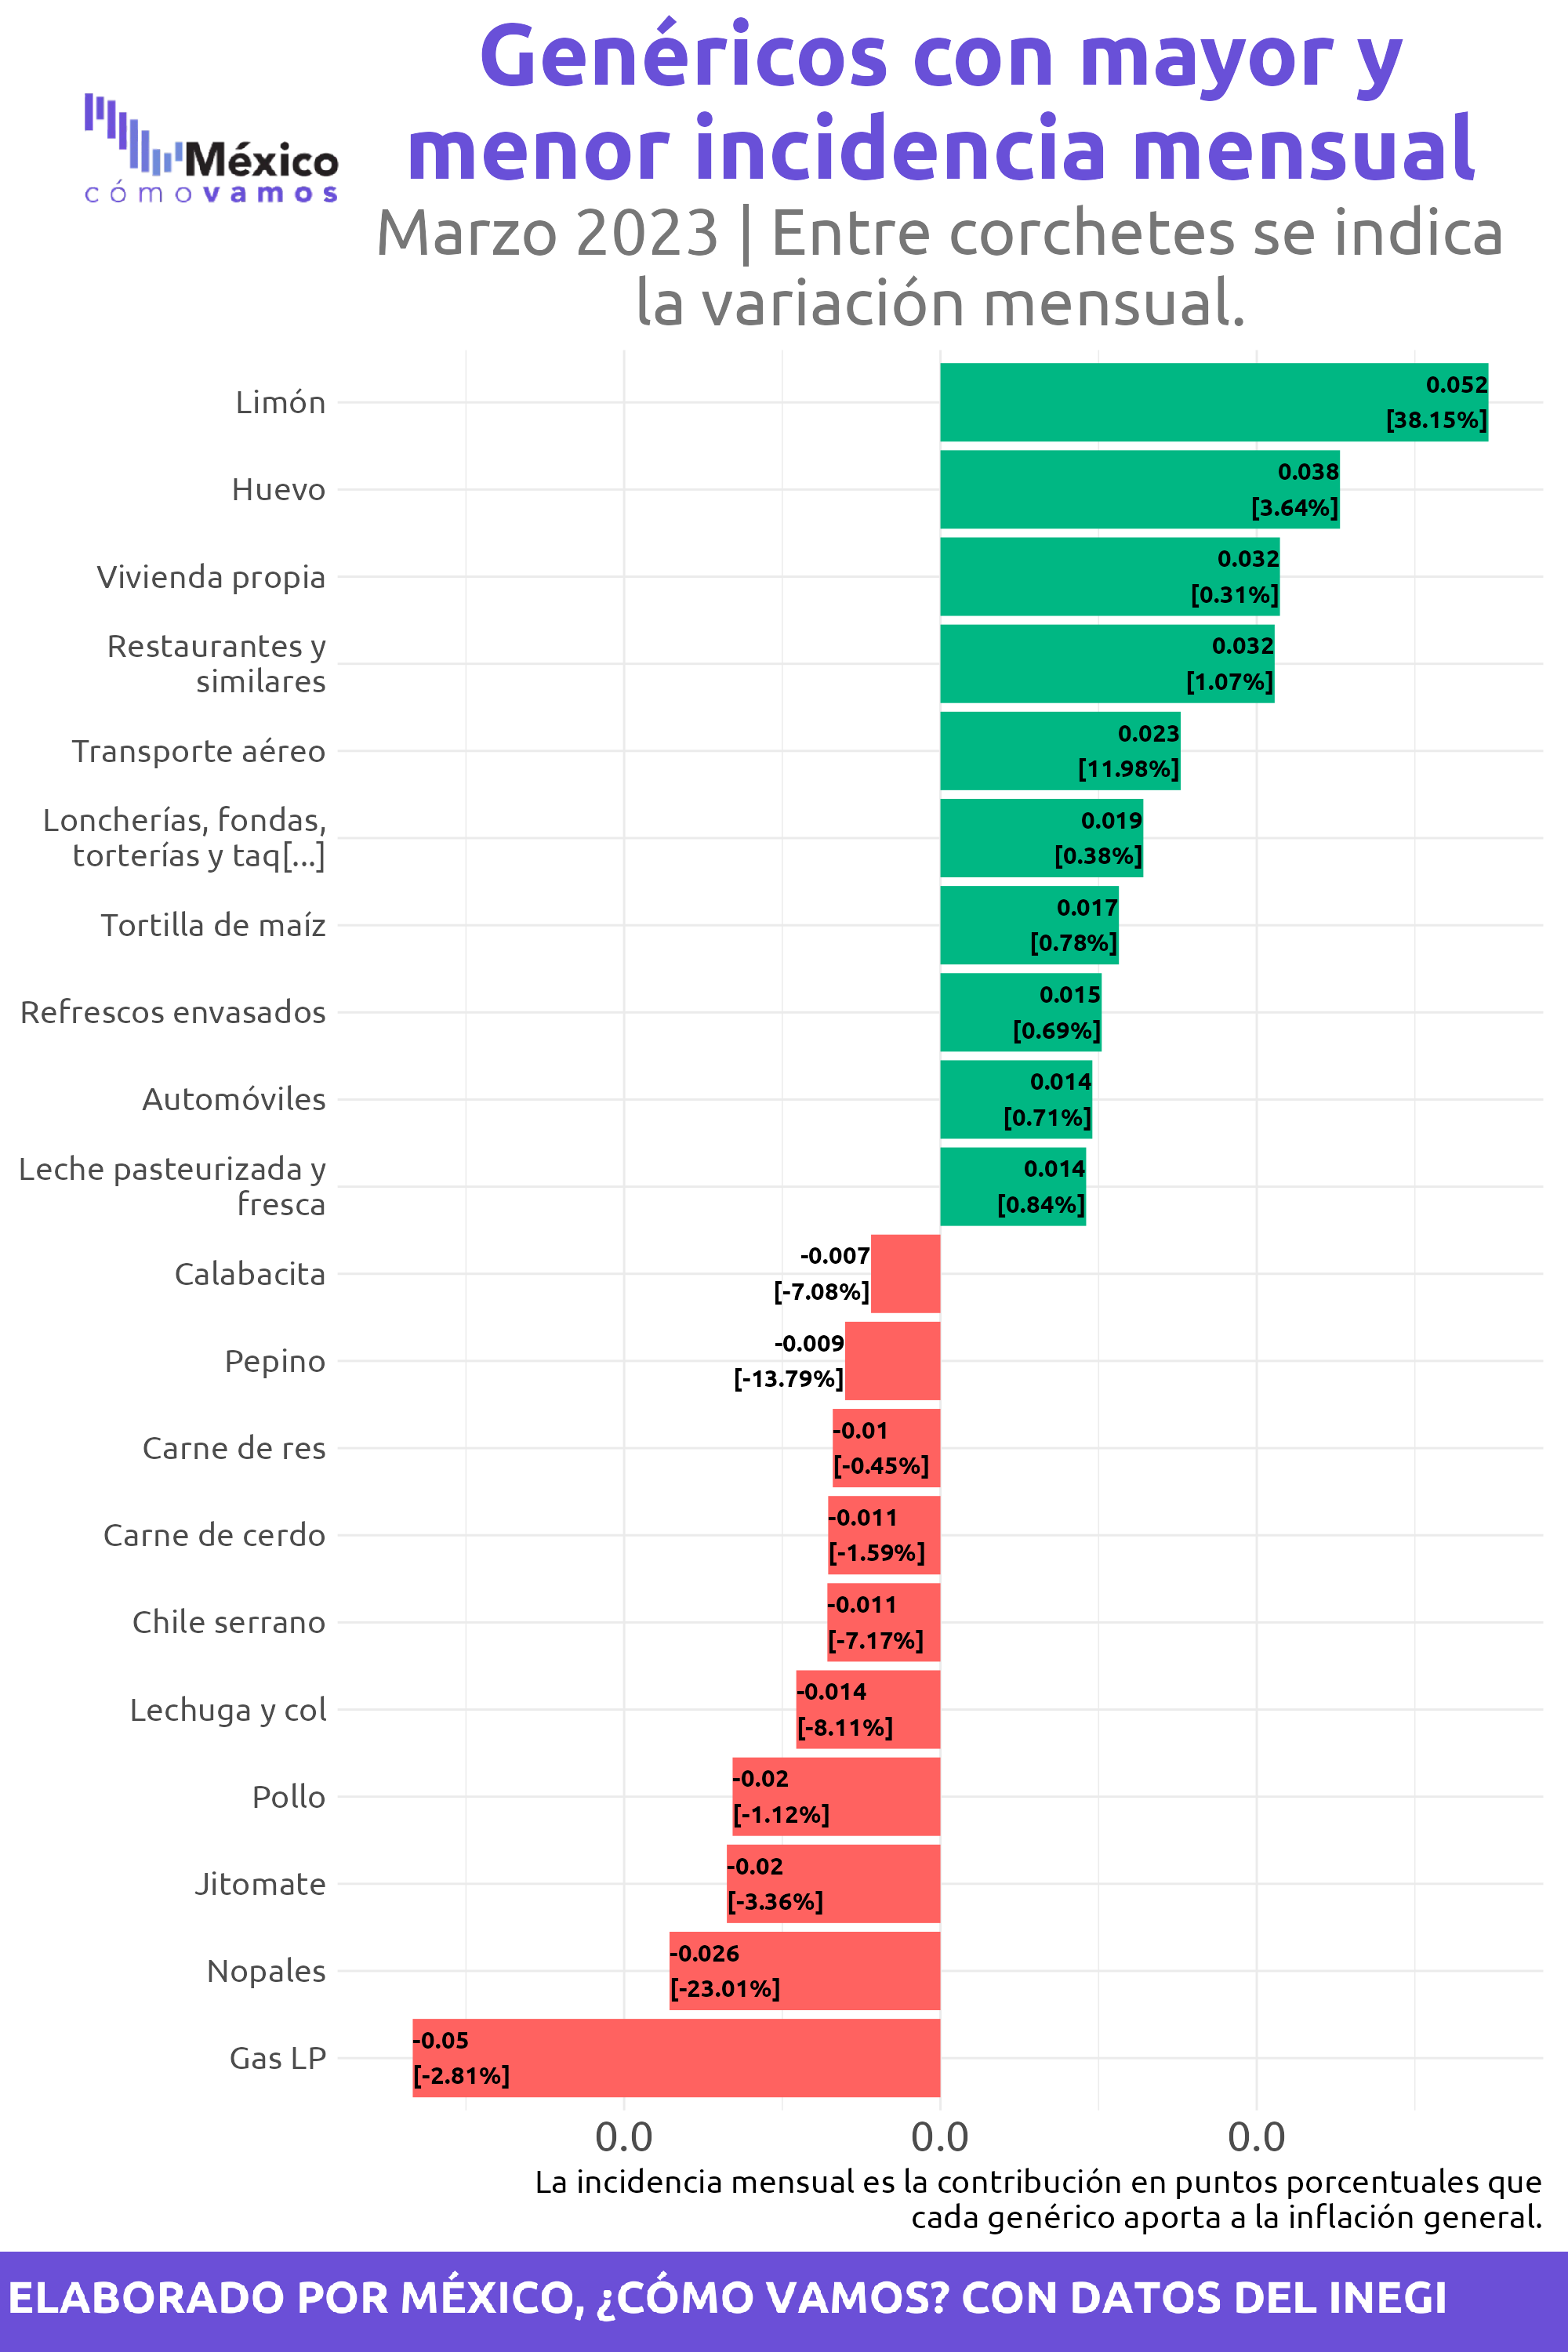 Genéricos con mayor y
menor incidencia mensual
México
cómovamos
Marzo 2023 | Entre corchetes se indica
la variación mensual.
Limón
0.052
[38.15%]
Huevo
0.038
[3.64%]
Vivienda propia
0.032
[0.31%]
Restaurantes y
similares
0.032
[1.07%]
Transporte aéreo
0.023
[11.98%]
Loncherías, fondas,
torterías y taq[...]
0.019
[0.38%]
Tortilla de maíz
0.017
[0.78%]
Refrescos envasados
0.015
[0.69%]
Automóviles
0.014
[0.71%]
Leche pasteurizada y
fresca
0.014
[0.84%]
Calabacita
-0.007
[-7.08%]
Pepino
-0.009
[-13.79%]
Carne de res
-0.01
[-0.45%]
Carne de cerdo
-0.011
[-1.59%]
Chile serrano
-0.011
[-7.17%]
Lechuga y col
-0.014
[-8.11%]
Pollo
-0.02
[-1.12%]
Jitomate
-0.02
[-3.36%]
Nopales
-0.026
[-23.01%]
Gas LP
-0.05
[-2.81%]
0.0 0.0 0.0
La incidencia mensual es la contribución en puntos porcentuales que
cada genérico aporta a la inflación general.
ELABORADO POR MÉXICO, ¿CÓMO VAMOS? CON DATOS DEL INEGI